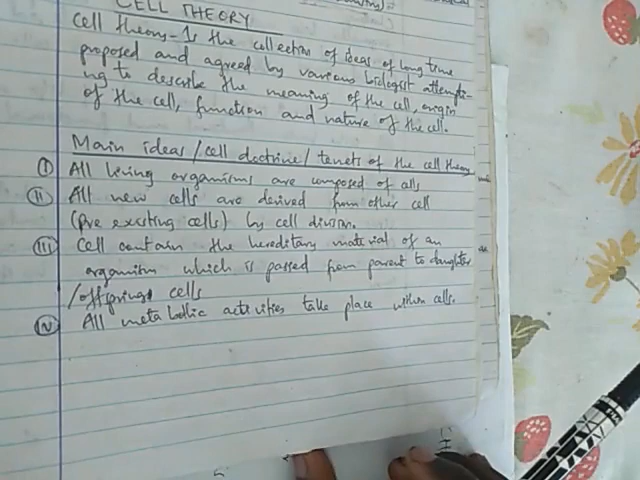 CELL THEORY
Cell theory - Is the collection of ideas of long time
proposed and agreed by various biologist attempti-
ng to describe the meaning of the cell, origin
of the cell, function and nature of the cell.
Main ideas / cell doctrine / tenets of the cell theory
(I) All living organisms are composed of cells
(II) All new cells are derived from other cell
(pre existing cells) by cell division.
(III) Cell contain the hereditary material of an
organism which is passed from parent to daughter
/offsprings cells
(IV) All metabolic activities take place within cells.